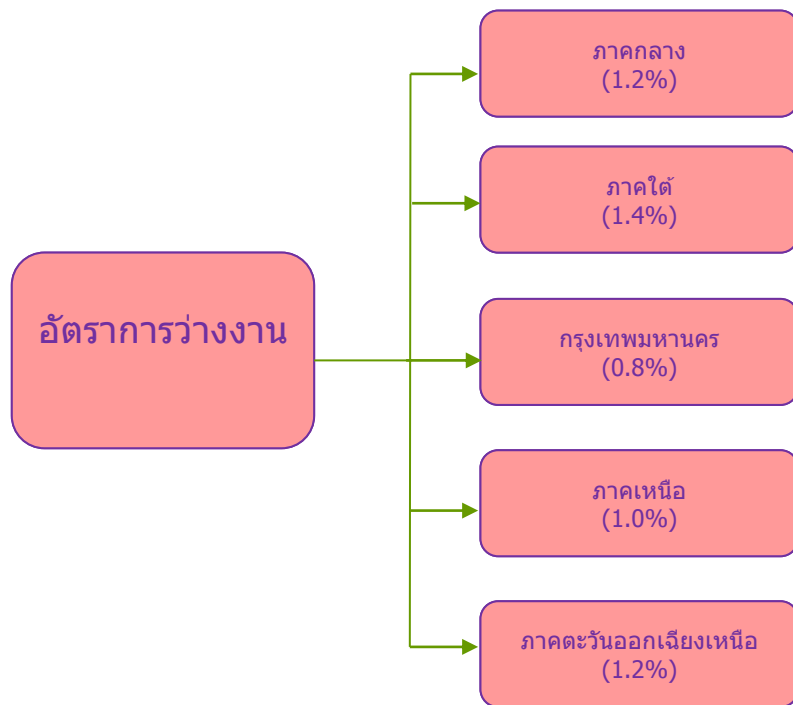 ภาคกลาง
(1.2%)
ภาคใต้
(1.4%)
อัตราการว่างงาน
กรุงเทพมหานคร
(0.8%)
ภาคเหนือ
(1.0%)
ภาคตะวันออกเฉียงเหนือ
(1.2%)